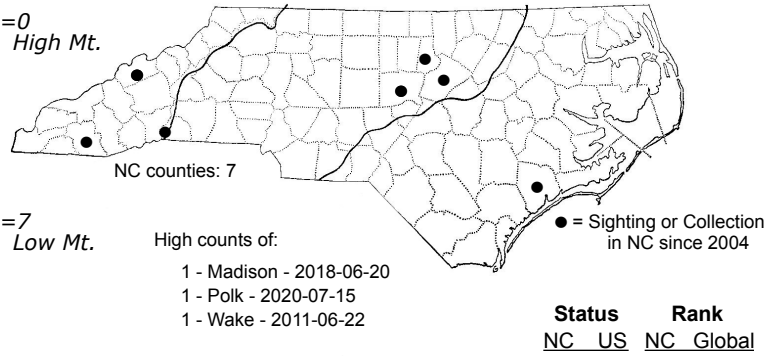 =0
High Mt.
NC counties: 7
=7
Low Mt.
High counts of:
1 - Madison - 2018-06-20
1 - Polk - 2020-07-15
1 - Wake - 2011-06-22
● = Sighting or Collection
in NC since 2004
Status Rank
NC US NC Global